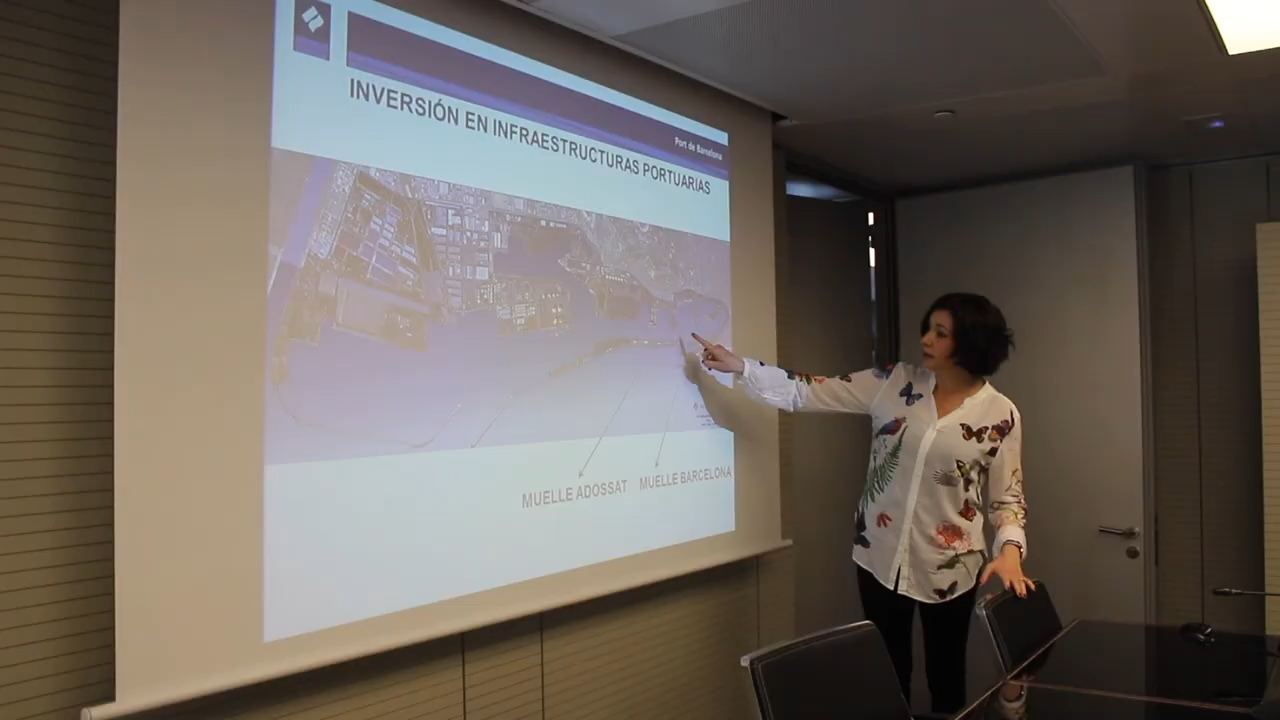 Port de Barcelona
INVERSIÓN EN INFRAESTRUCTURAS PORTUARIAS
MUELLE ADOSSAT
MUELLE BARCELONA